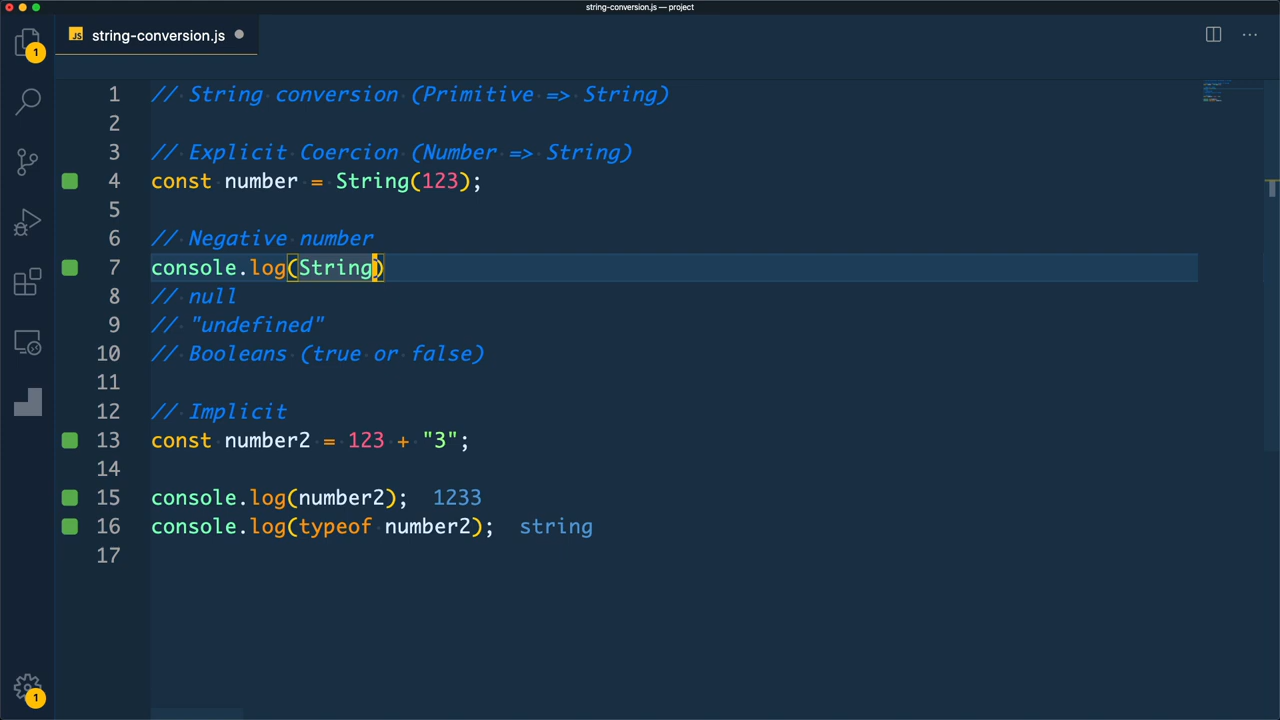 string-conversion.js — project
1
JS string-conversion.js
1 // String conversion (Primitive => String)
2
3 // Explicit Coercion (Number => String)
4 const number = String(123);
5
6 // Negative number
7 console.log(String)
8 // null
9 // "undefined"
10 // Booleans (true or false)
11
12 // Implicit
13 const number2 = 123 + "3";
14
15 console.log(number2); 1233
16 console.log(typeof number2); string
17
1